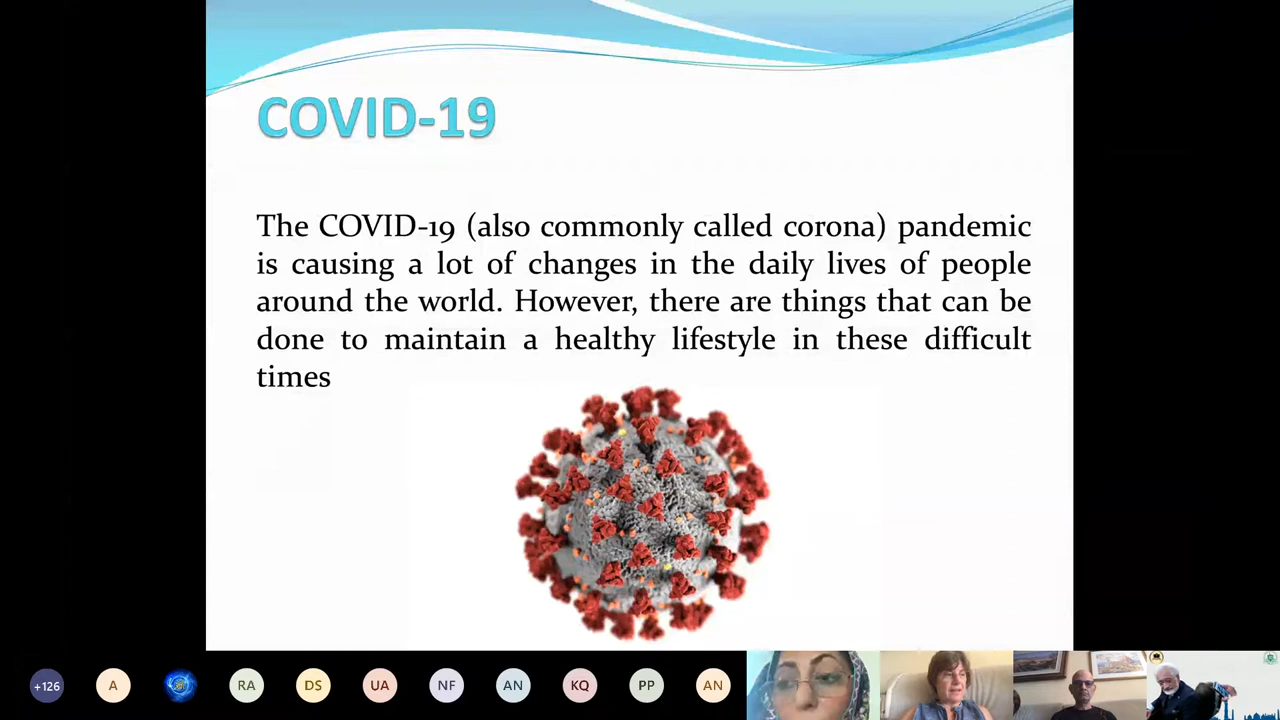 COVID-19
The COVID-19 (also commonly called corona) pandemic
is causing a lot of changes in the daily lives of people
around the world. However, there are things that can be
done to maintain a healthy lifestyle in these difficult
times
+126 A RA DS UA NF AN KQ PP AN